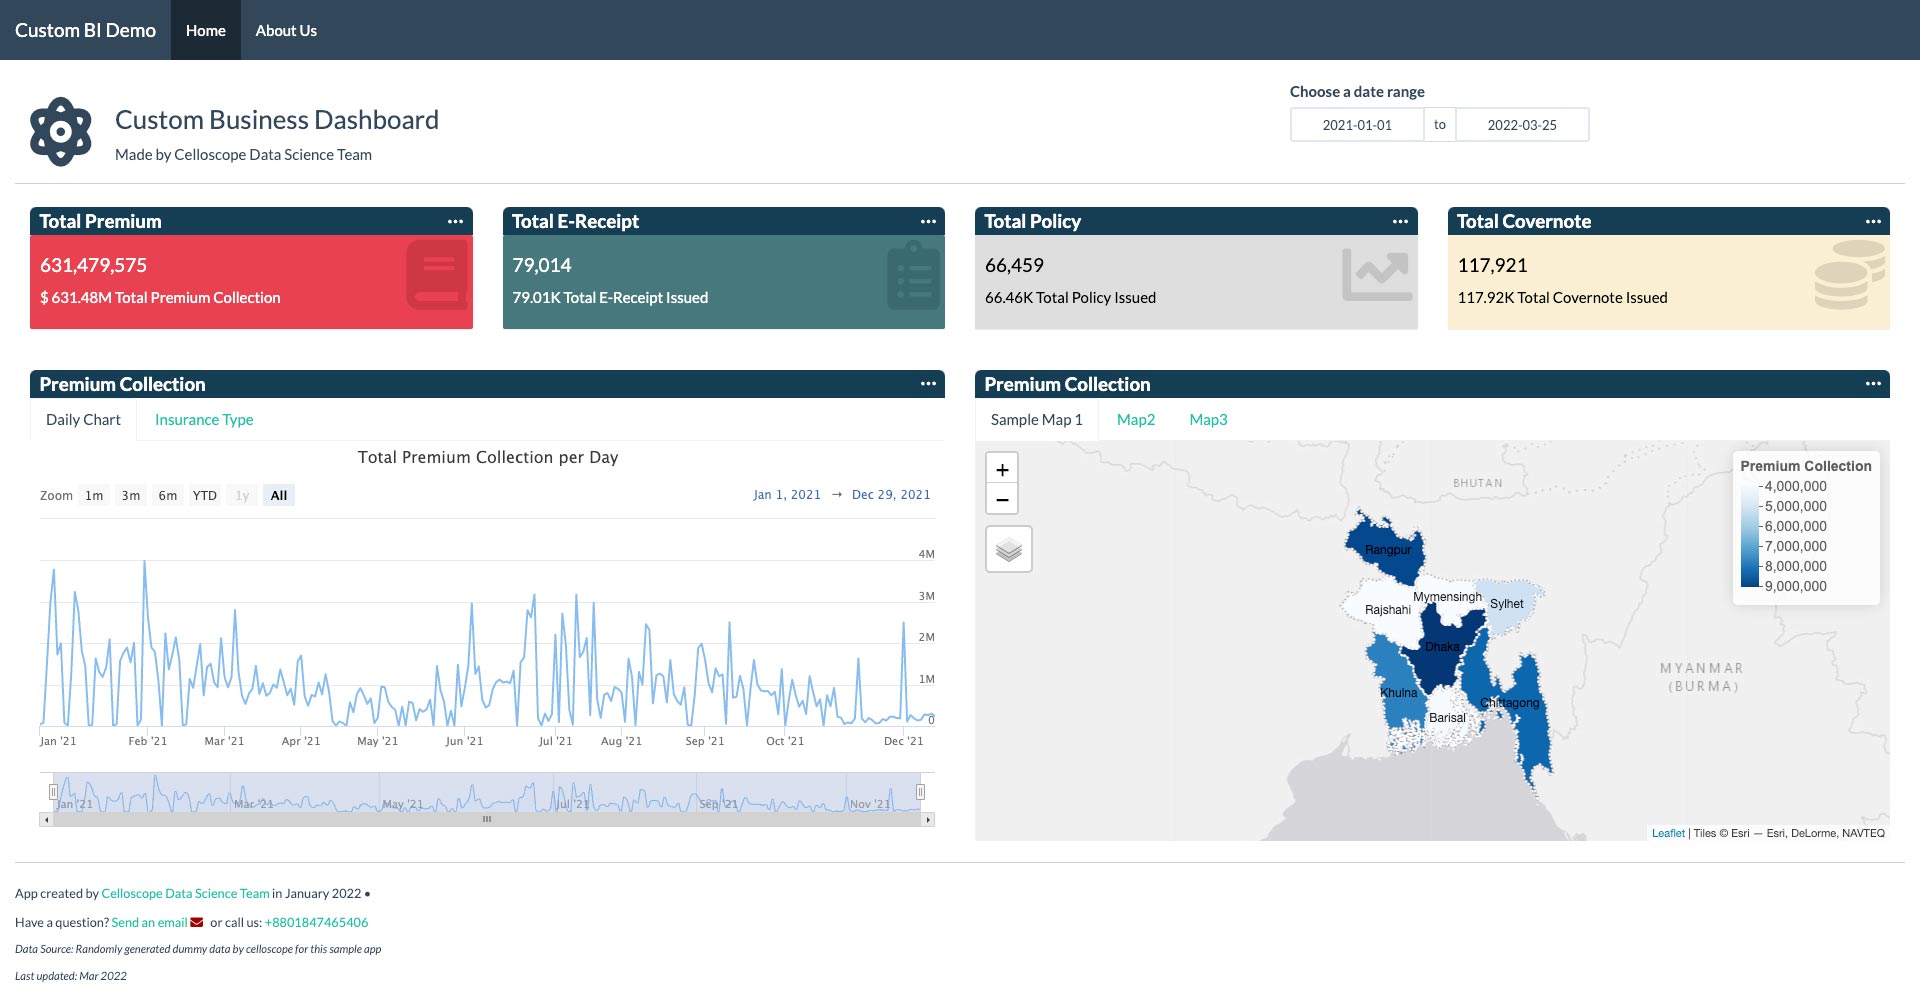 Custom BI Demo Home About Us
Custom Business Dashboard
Made by Celloscope Data Science Team
Choose a date range
2021-01-01 to 2022-03-25
Total Premium
631,479,575
$ 631.48M Total Premium Collection
Total E-Receipt
79,014
79.01K Total E-Receipt Issued
Total Policy
66,459
66.46K Total Policy Issued
Total Covernote
117,921
117.92K Total Covernote Issued
Premium Collection
Daily Chart Insurance Type
Total Premium Collection per Day
Zoom 1m 3m 6m YTD 1y All
Jan 1, 2021 → Dec 29, 2021
4M
3M
2M
1M
0
Jan '21 Feb '21 Mar '21 Apr '21 May '21 Jun '21 Jul '21 Aug '21 Sep '21 Oct '21 Dec '21
Jan '21 Mar '21 May '21 Jul '21 Sep '21 Nov '21
Premium Collection
Sample Map 1 Map2 Map3
+
−
BHUTAN
Premium Collection
4,000,000
5,000,000
6,000,000
7,000,000
8,000,000
9,000,000
Rangpur
Mymensingh
Rajshahi
Sylhet
Dhaka
MYANMAR
(BURMA)
Khulna
Chittagong
Barisal
Leaflet | Tiles © Esri — Esri, DeLorme, NAVTEQ
App created by Celloscope Data Science Team in January 2022 •
Have a question? Send an email or call us: +8801847465406
Data Source: Randomly generated dummy data by celloscope for this sample app
Last updated: Mar 2022